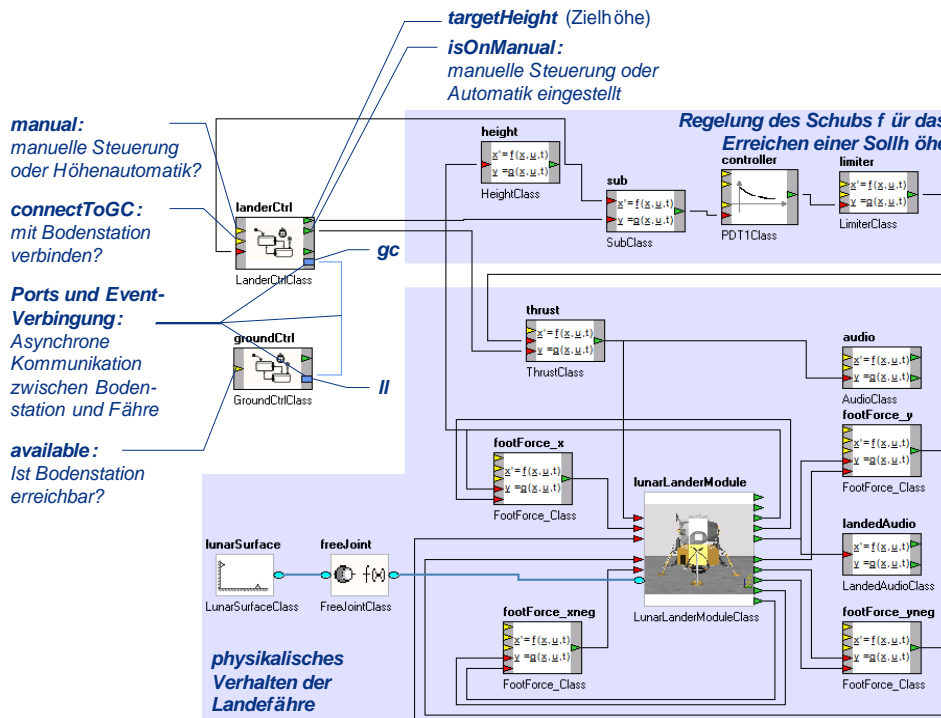 targetHeight (Zielhöhe)
isOnManual:
manuelle Steuerung oder
Automatik eingestellt
manual:
manuelle Steuerung
oder Höhenautomatik?
connectToGC:
mit Bodenstation
verbinden?
Ports und Event-
Verbingung:
Asynchrone
Kommunikation
zwischen Boden-
station und Fähre
available:
Ist Bodenstation
erreichbar?
landerCtrl
LanderCtrlClass
gc
groundCtrl
GroundCtrlClass
ll
Regelung des Schubs f ür das
Erreichen einer Sollh öhe
height
x'=f(x,u,t)
y =g(x,u,t)
HeightClass
sub
x'=f(x,u,t)
y =g(x,u,t)
SubClass
controller
PDT1Class
limiter
x'=f(x,u,t)
y =g(x,u,t)
LimiterClass
thrust
x'=f(x,u,t)
y =g(x,u,t)
ThrustClass
audio
x'=f(x,u,t)
y =g(x,u,t)
AudioClass
footForce_y
x'=f(x,u,t)
y =g(x,u,t)
FootForce_Class
footForce_x
x'=f(x,u,t)
y =g(x,u,t)
FootForce_Class
lunarLanderModule
LunarLanderModuleClass
landedAudio
x'=f(x,u,t)
y =g(x,u,t)
LandedAudioClass
lunarSurface
LunarSurfaceClass
freeJoint
f(x)
FreeJointClass
footForce_xneg
x'=f(x,u,t)
y =g(x,u,t)
FootForce_Class
footForce_yneg
x'=f(x,u,t)
y =g(x,u,t)
FootForce_Class
physikalisches
Verhalten der
Landefähre